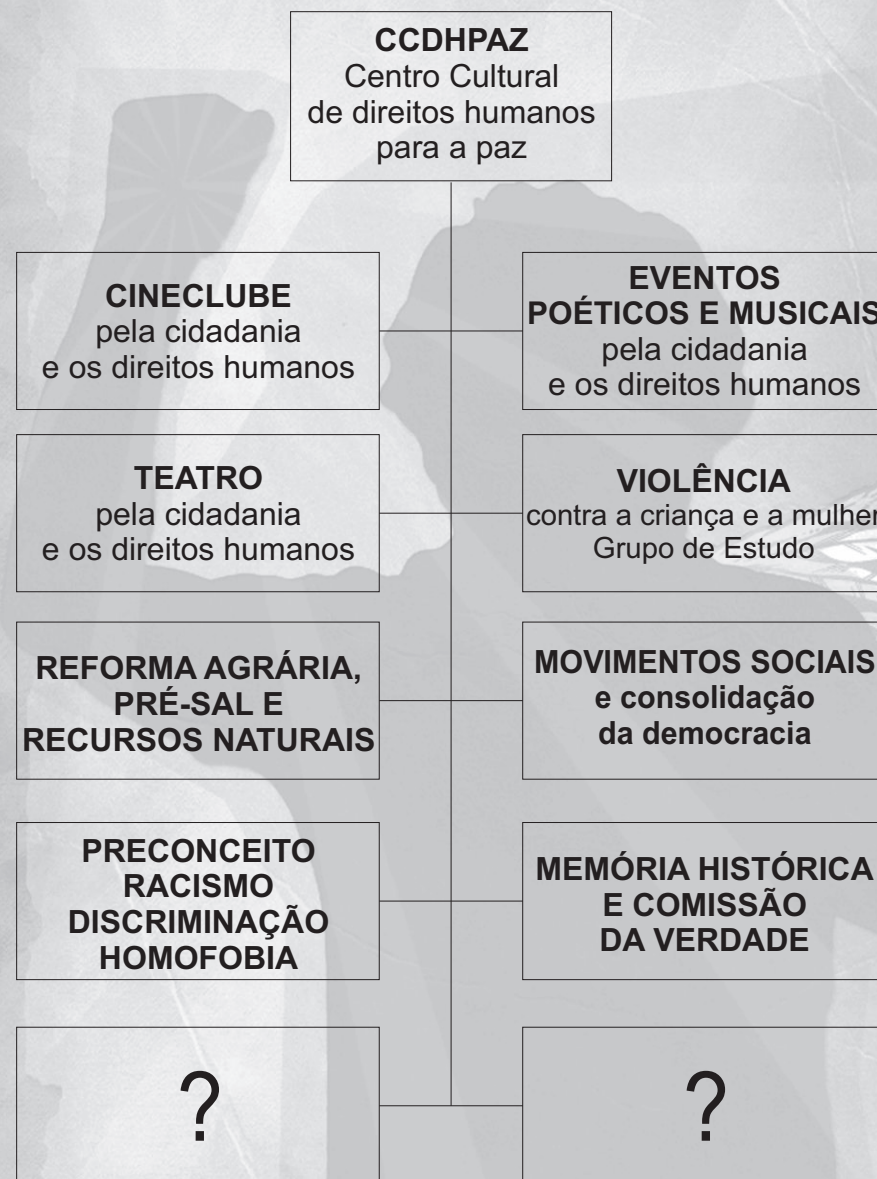 CCDHPAZ
Centro Cultural
de direitos humanos
para a paz
CINECLUBE
pela cidadania
e os direitos humanos
EVENTOS
POÉTICOS E MUSICAIS
pela cidadania
e os direitos humanos
TEATRO
pela cidadania
e os direitos humanos
VIOLÊNCIA
contra a criança e a mulher
Grupo de Estudo
REFORMA AGRÁRIA,
PRÉ-SAL E
RECURSOS NATURAIS
MOVIMENTOS SOCIAIS
e consolidação
da democracia
PRECONCEITO
RACISMO
DISCRIMINAÇÃO
HOMOFOBIA
MEMÓRIA HISTÓRICA
E COMISSÃO
DA VERDADE
?
?